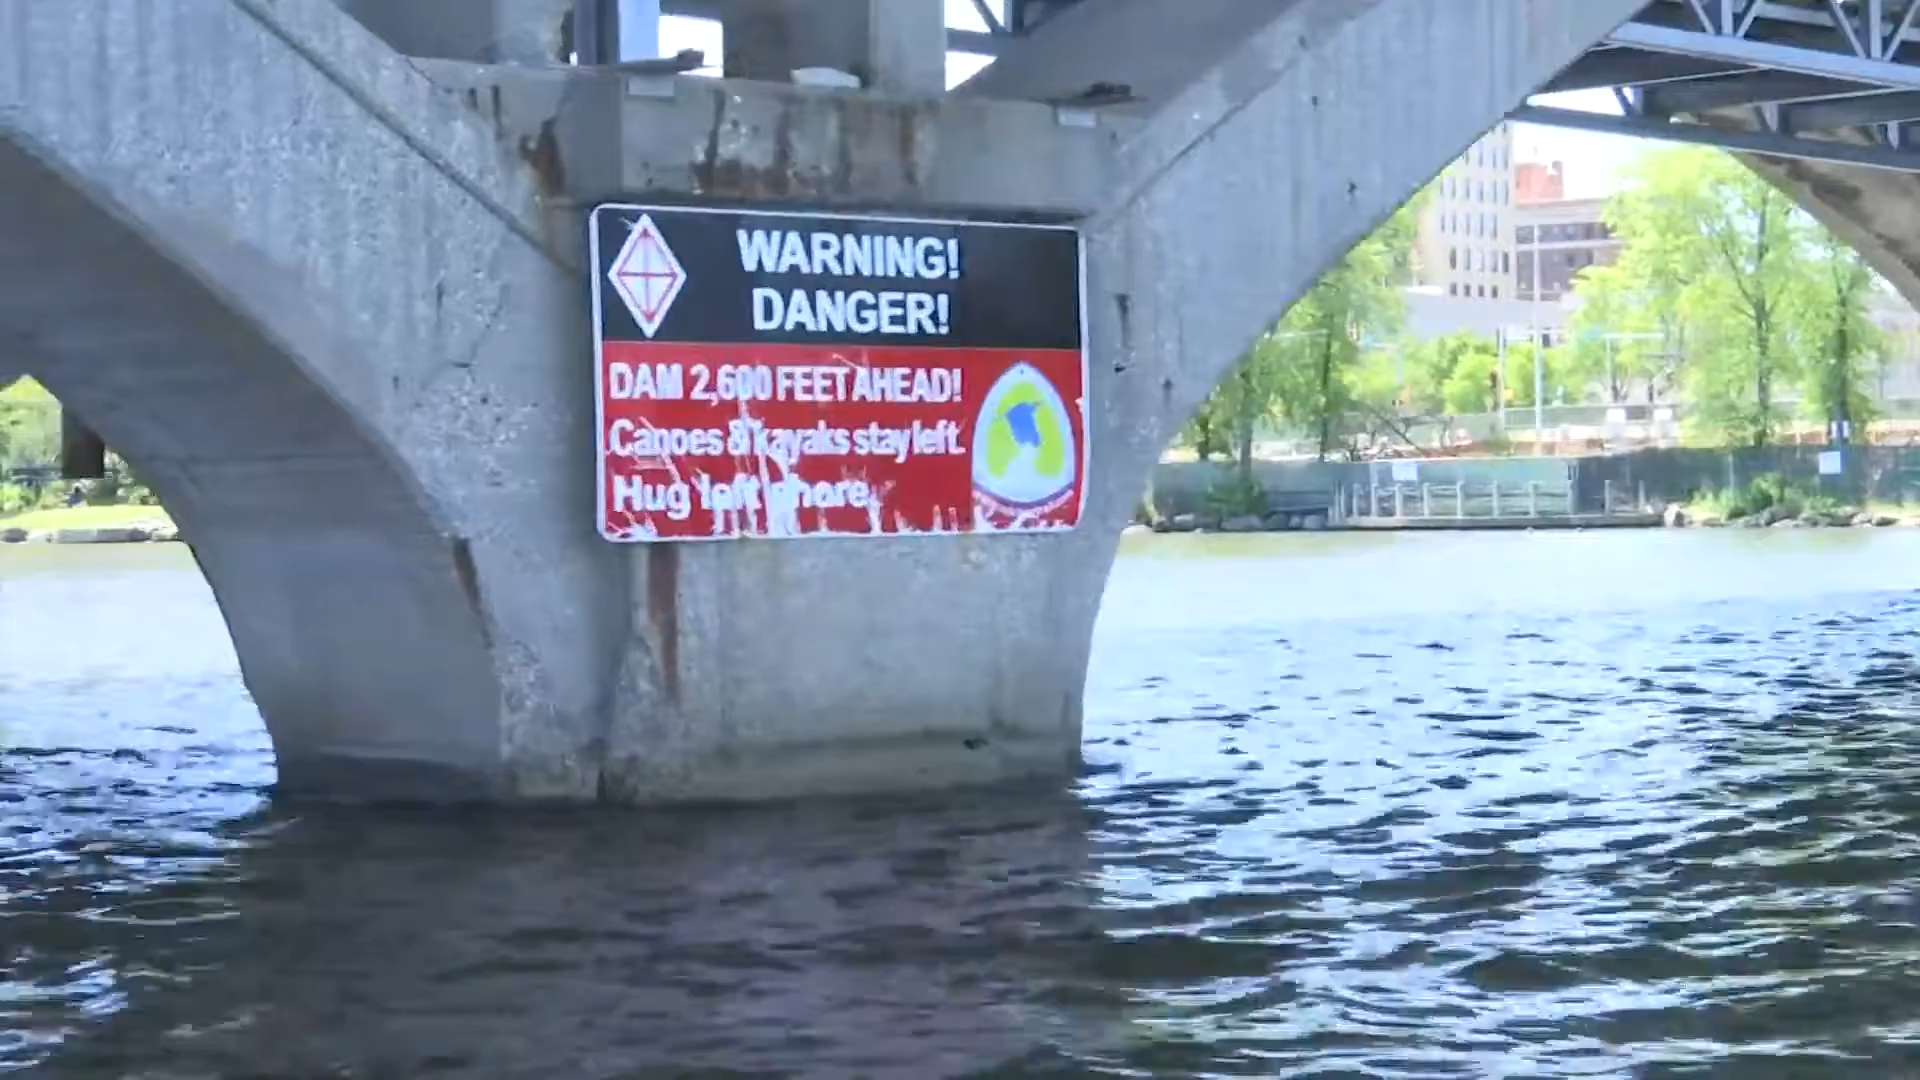 WARNING!
DANGER!
DAM 2,600 FEET AHEAD!
Canoes & kayaks stay left.
Hug left shore.